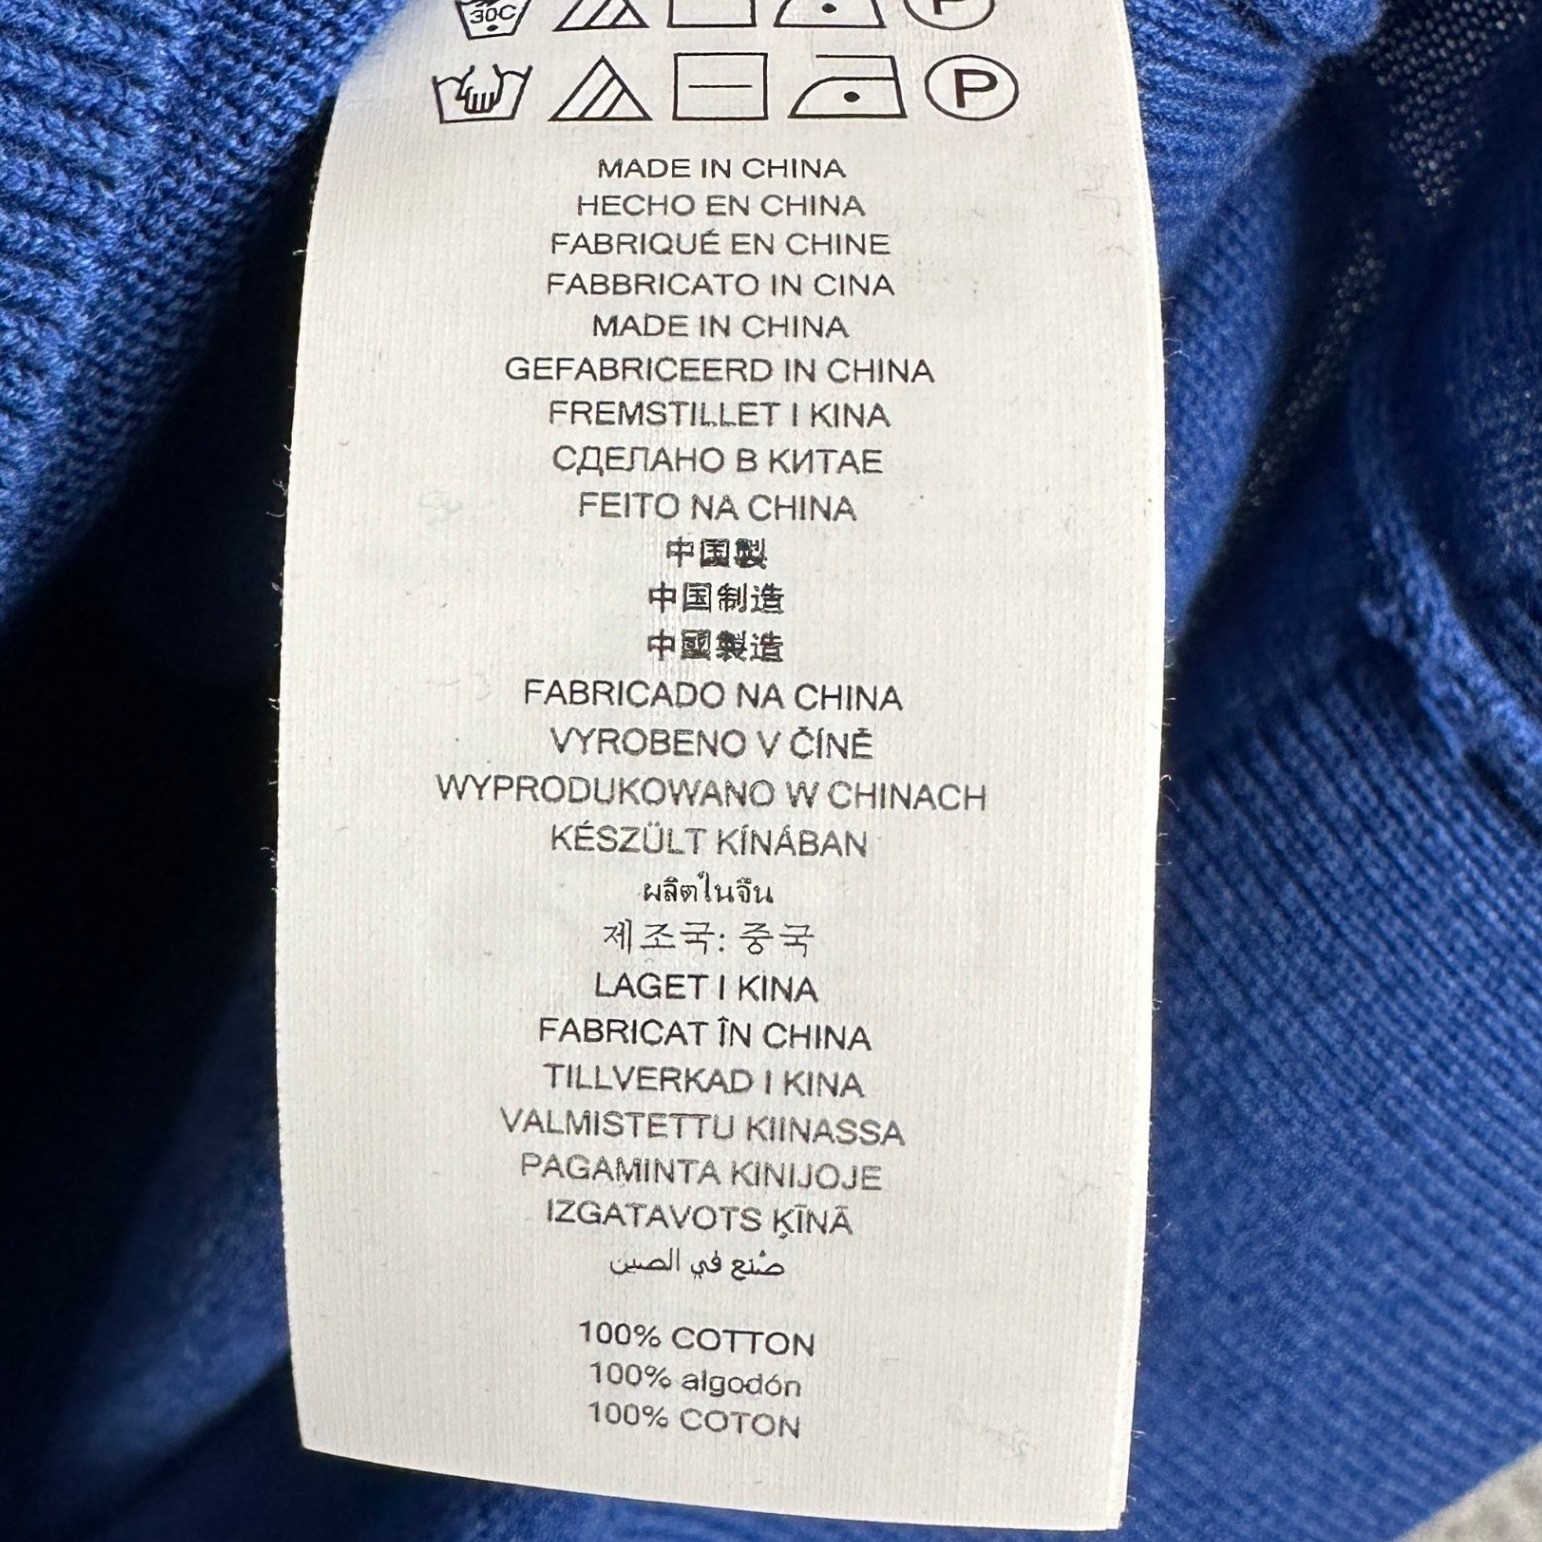 30C P
P
MADE IN CHINA
HECHO EN CHINA
FABRIQUÉ EN CHINE
FABBRICATO IN CINA
MADE IN CHINA
GEFABRICEERD IN CHINA
FREMSTILLET I KINA
СДЕЛАНО В КИТАЕ
FEITO NA CHINA
中国製
中国制造
中國製造
FABRICADO NA CHINA
VYROBENO V ČÍNĚ
WYPRODUKOWANO W CHINACH
KÉSZÜLT KÍNÁBAN
ผลิตในจีน
제조국: 중국
LAGET I KINA
FABRICAT ÎN CHINA
TILLVERKAD I KINA
VALMISTETTU KIINASSA
PAGAMINTA KINIJOJE
IZGATAVOTS ĶĪNĀ
صُنع في الصين
100% COTTON
100% algodón
100% COTON